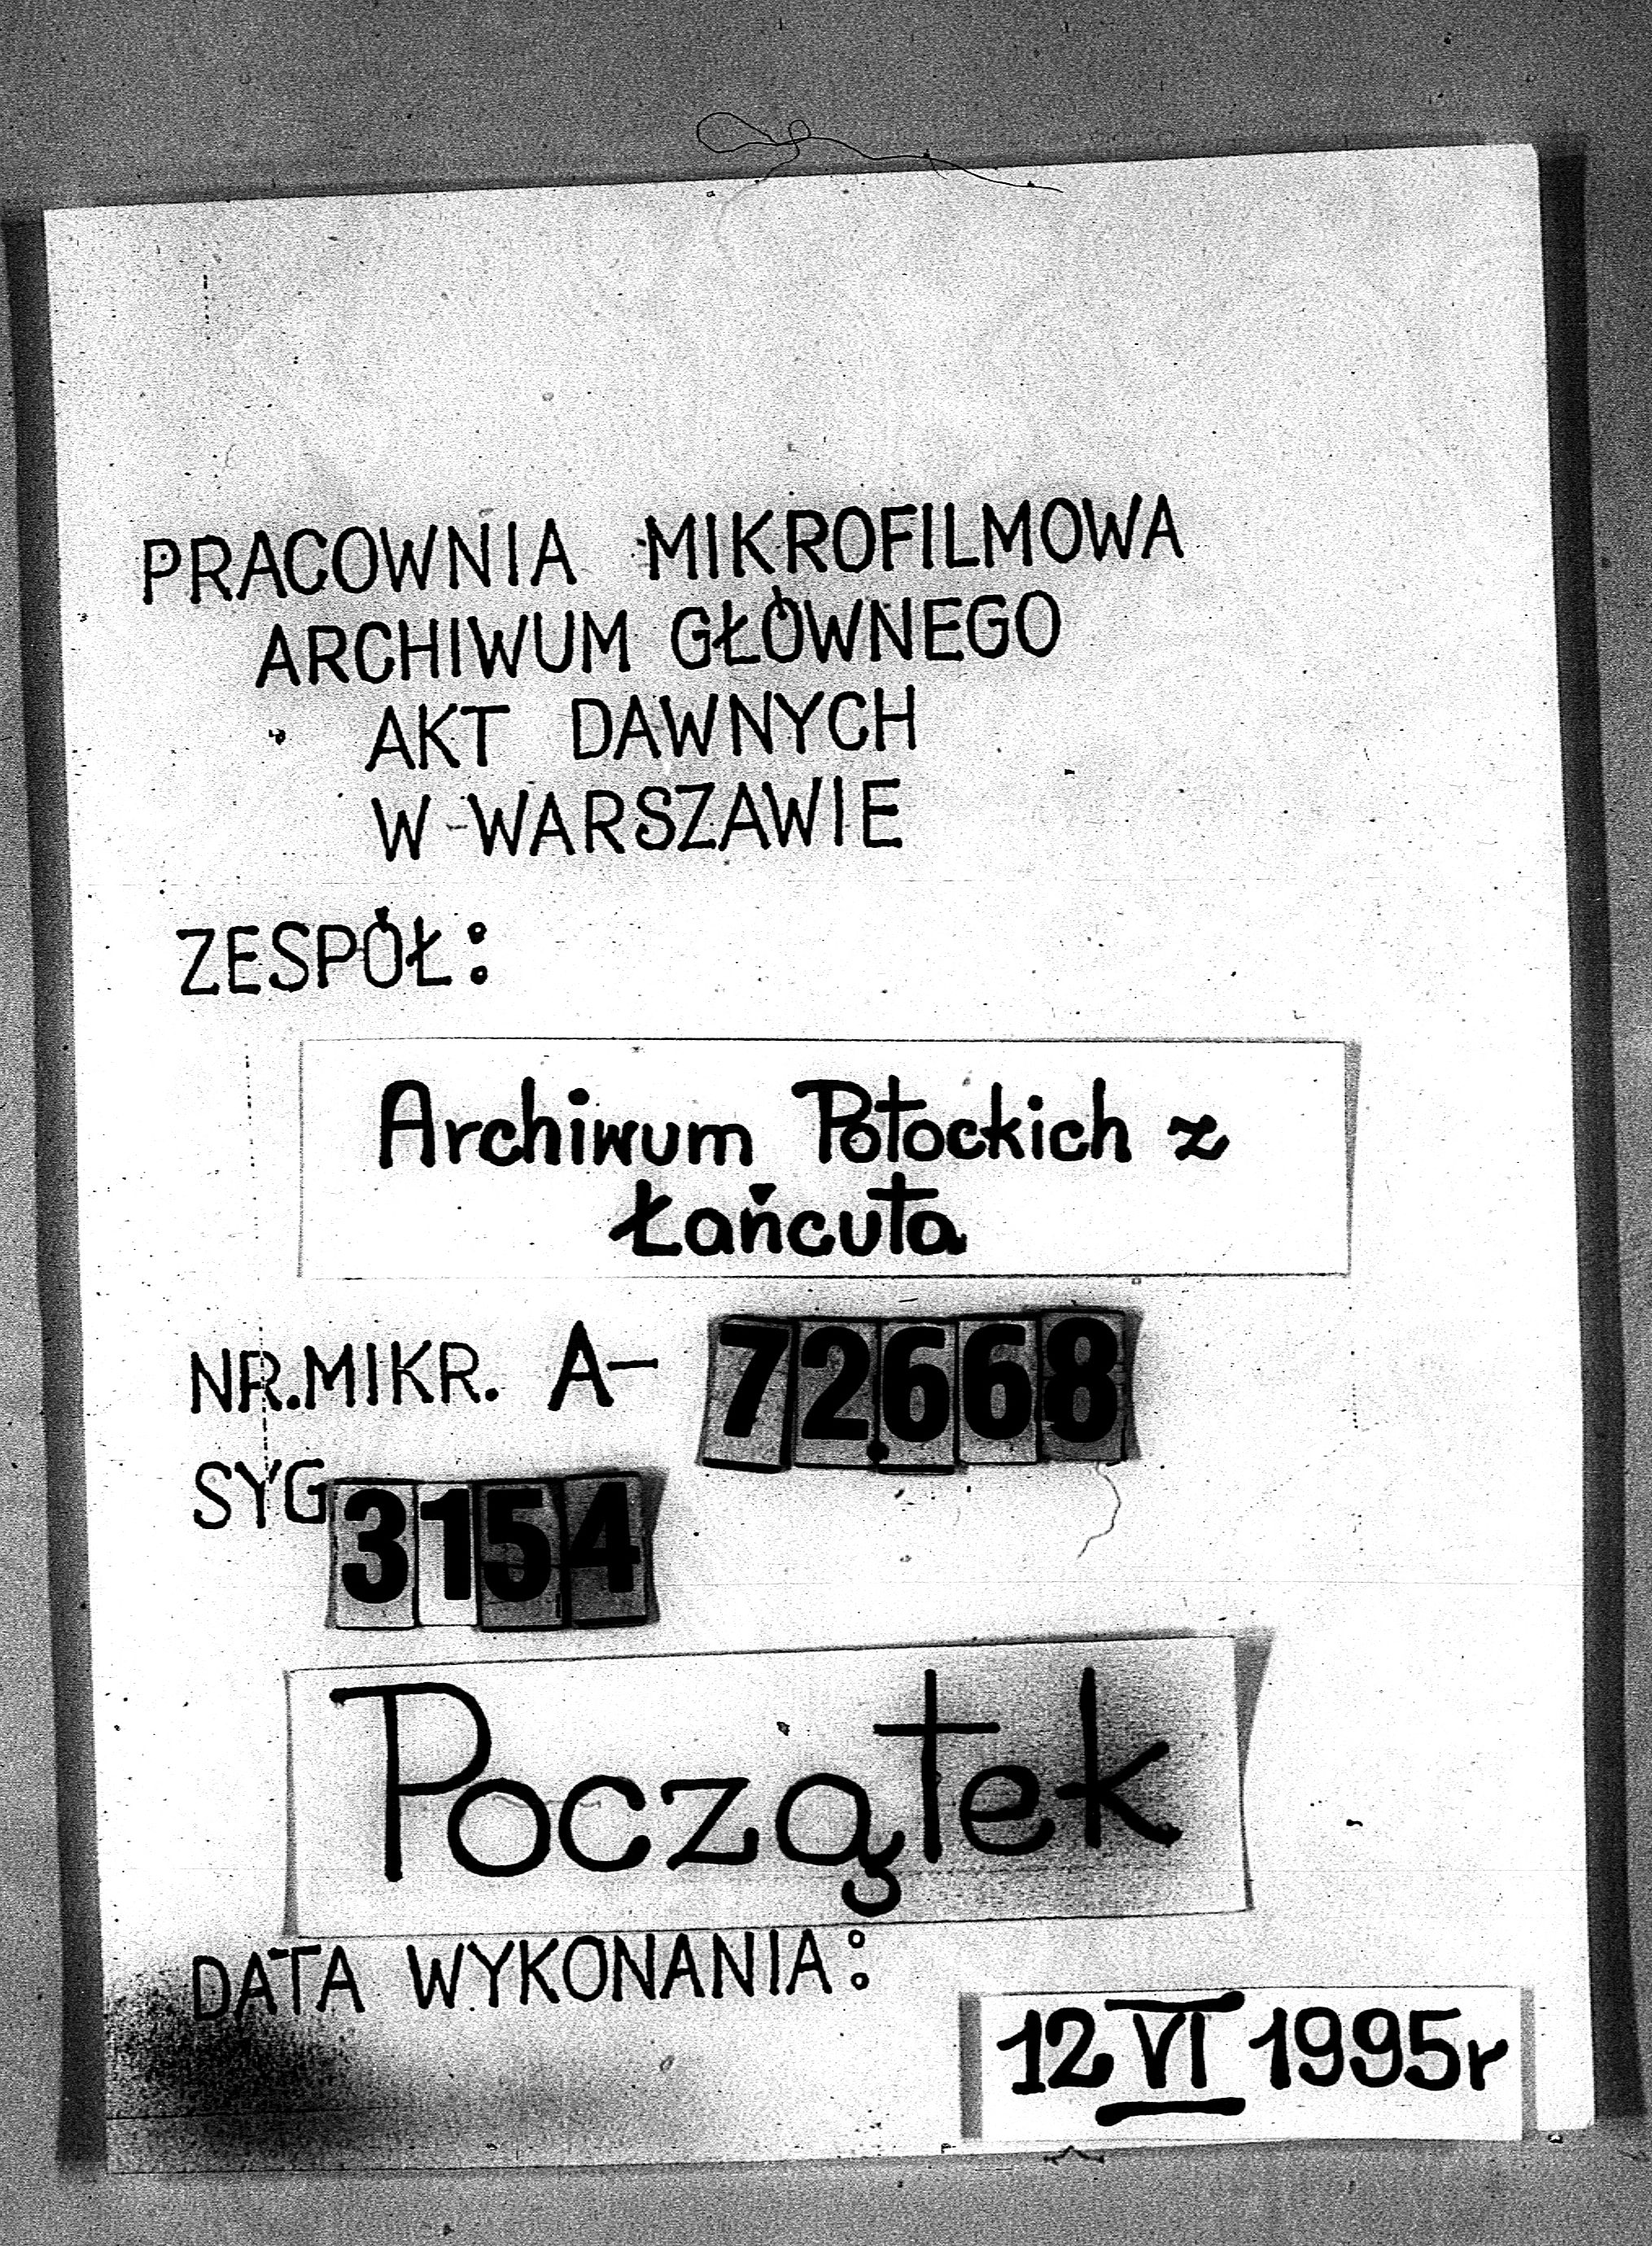 PRACOWNIA MIKROFILMOWA
ARCHIWUM GŁÓWNEGO
AKT DAWNYCH
W WARSZAWIE
ZESPÓŁ:
Archiwum Potockich z
Łańcuta
NR.MIKR. A- 72668
SYG 3154
Początek
DATA WYKONANIA:
12 VI 1995r